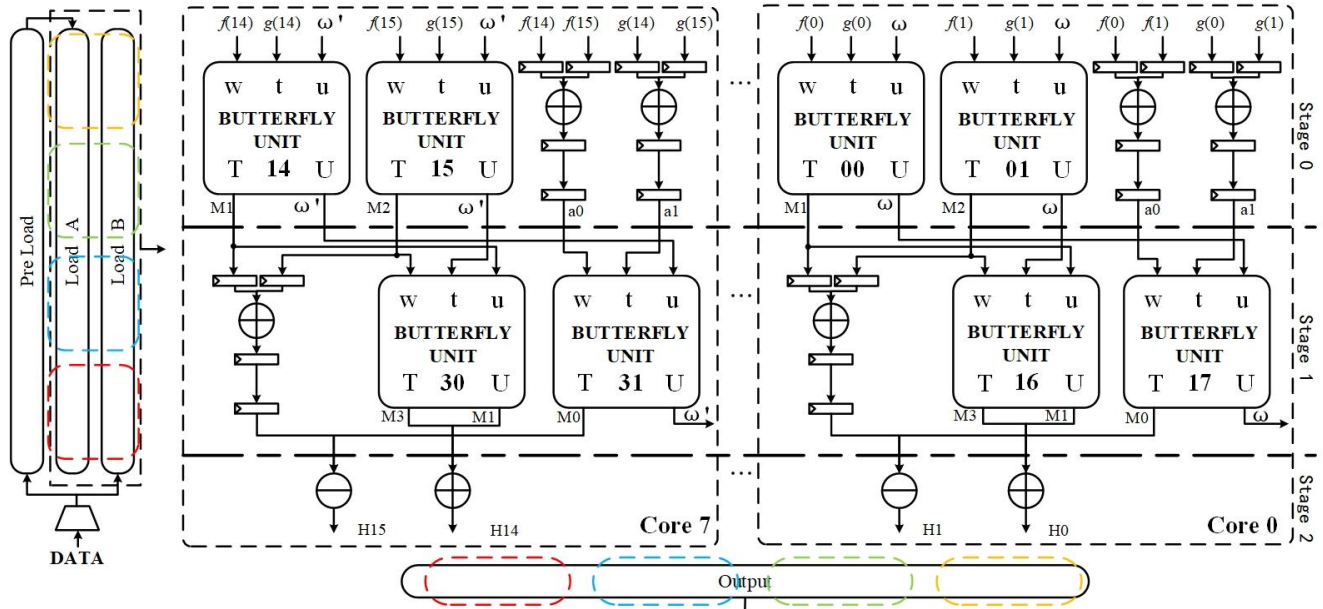 f(14) g(14) ω' f(15) g(15) ω' f(14) f(15) g(14) g(15)
w t u w t u
BUTTERFLY BUTTERFLY
UNIT UNIT
T 14 U T 15 U
M1 ω' M2 ω' a0 a1
w t u w t u
BUTTERFLY BUTTERFLY
UNIT UNIT
T 30 U T 31 U
M3 M1 M0 ω'
H15 H14
Core 7
...
...
...
f(0) g(0) ω f(1) g(1) ω f(0) f(1) g(0) g(1)
w t u w t u
BUTTERFLY BUTTERFLY
UNIT UNIT
T 00 U T 01 U
M1 ω M2 ω a0 a1
w t u w t u
BUTTERFLY BUTTERFLY
UNIT UNIT
T 16 U T 17 U
M3 M1 M0 ω
H1 H0
Core 0
Stage 0
Stage 1
Stage 2
Pre Load
Load A
Load B
DATA
Output